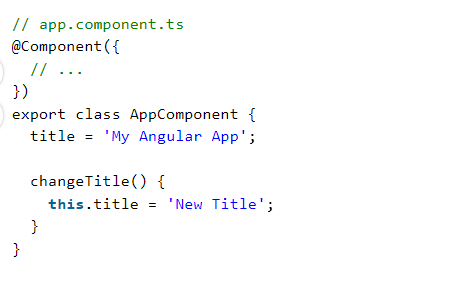 // app.component.ts
@Component({
  // ...
})
export class AppComponent {
  title = 'My Angular App';

  changeTitle() {
    this.title = 'New Title';
  }
}